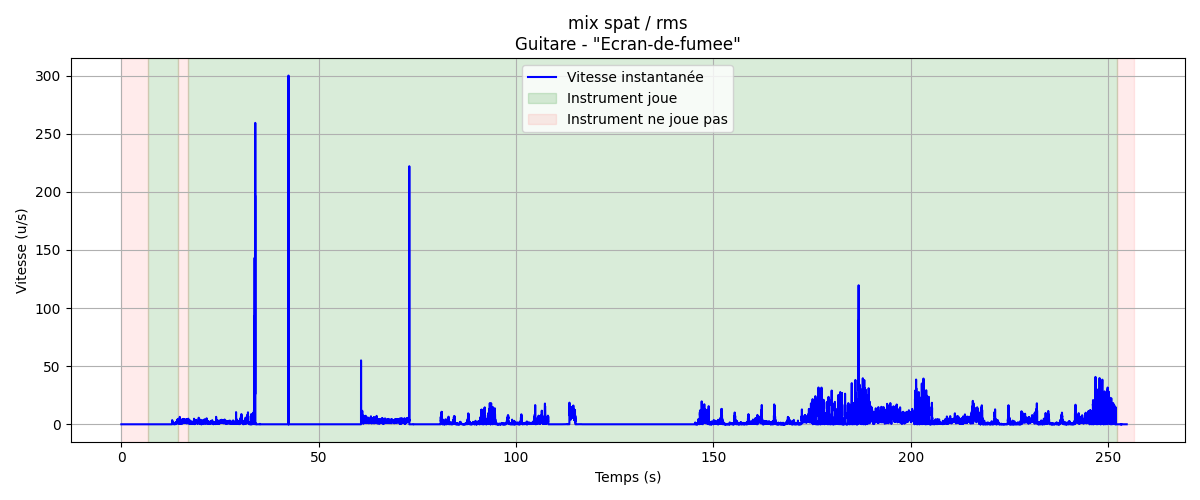 mix spat / rms
Guitare - "Ecran-de-fumee"
Vitesse instantanée
Instrument joue
Instrument ne joue pas
Vitesse (u/s)
300
250
200
150
100
50
0
0 50 100 150 200 250
Temps (s)